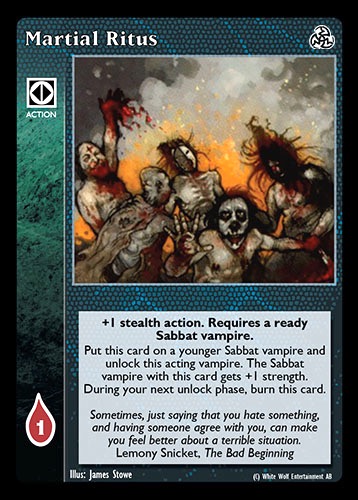 Martial Ritus
ACTION
+1 stealth action. Requires a ready
Sabbat vampire.
Put this card on a younger Sabbat vampire and
unlock this acting vampire. The Sabbat
vampire with this card gets +1 strength.
During your next unlock phase, burn this card.
Sometimes, just saying that you hate something,
and having someone agree with you, can make
you feel better about a terrible situation.
Lemony Snicket, The Bad Beginning
1
Illus: James Stowe
(C) White Wolf Entertainment AB